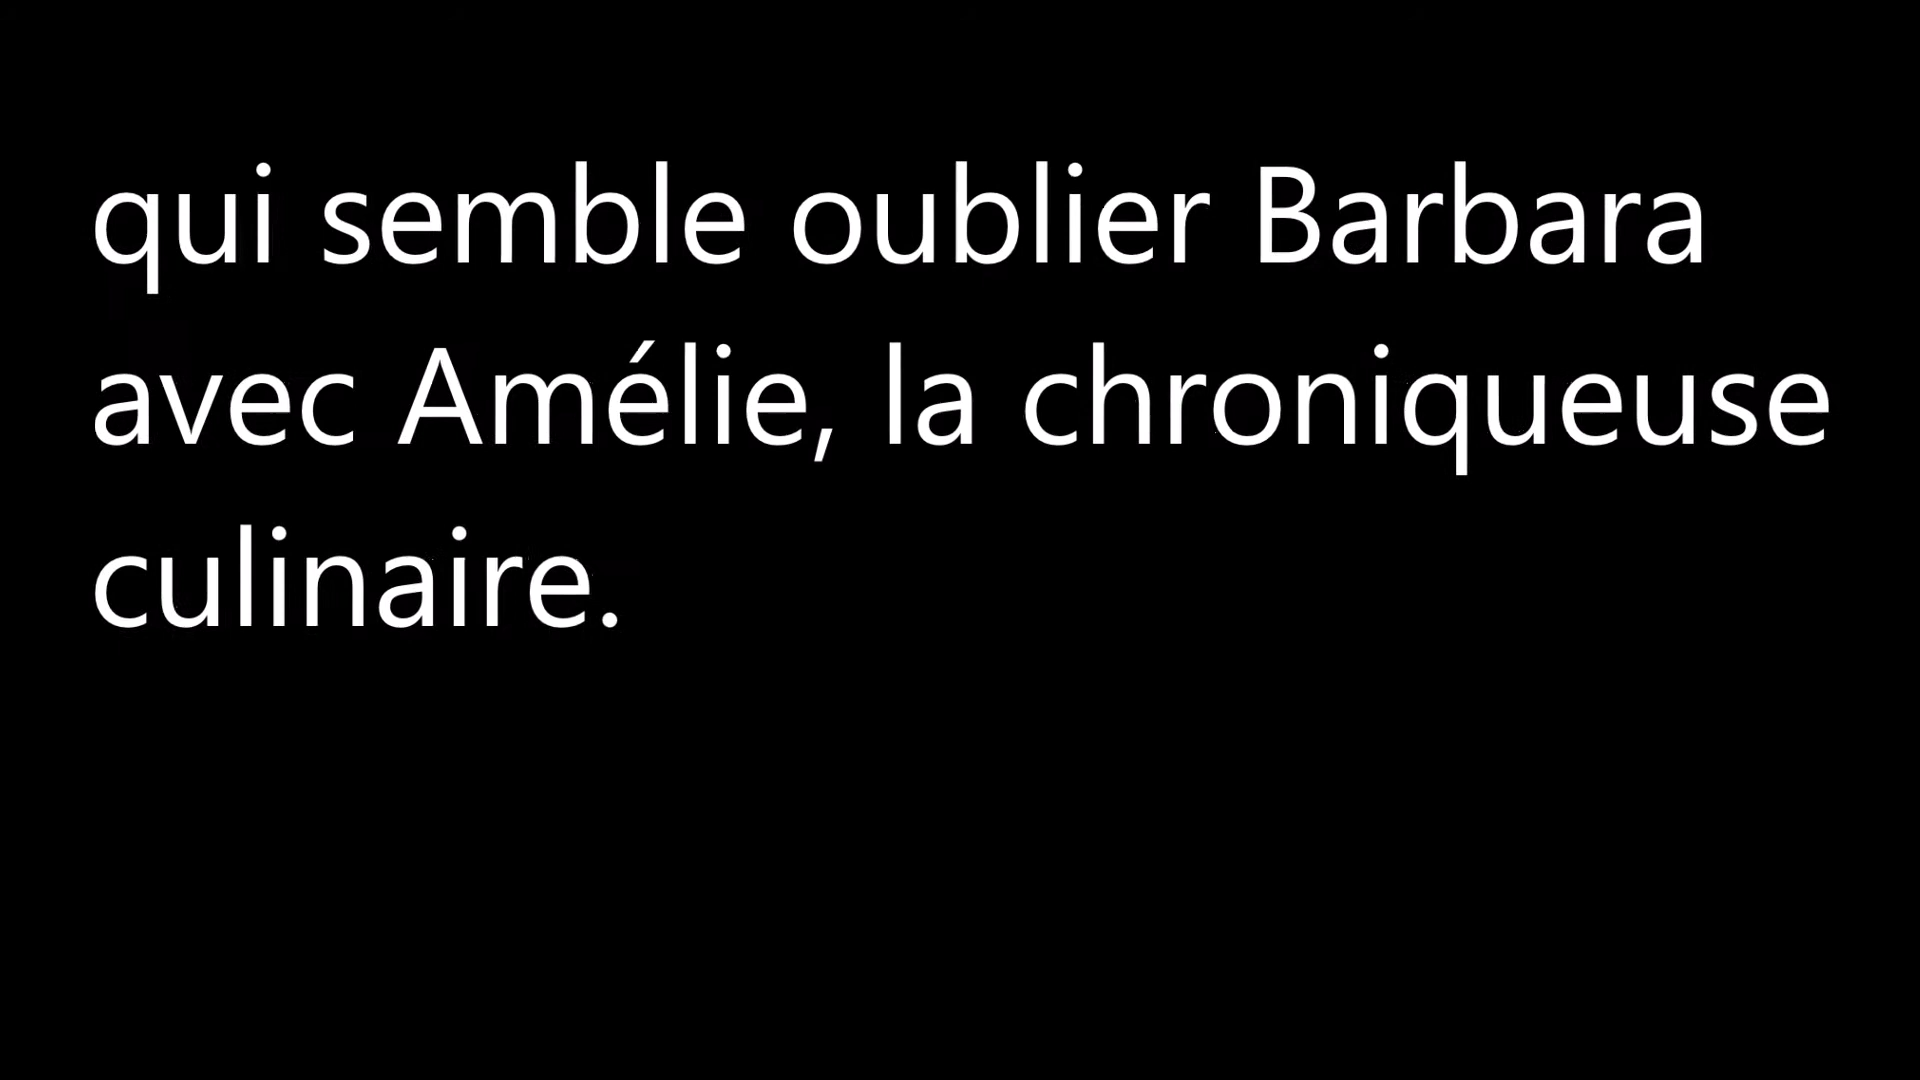 qui semble oublier Barbara
avec Amélie, la chroniqueuse
culinaire.